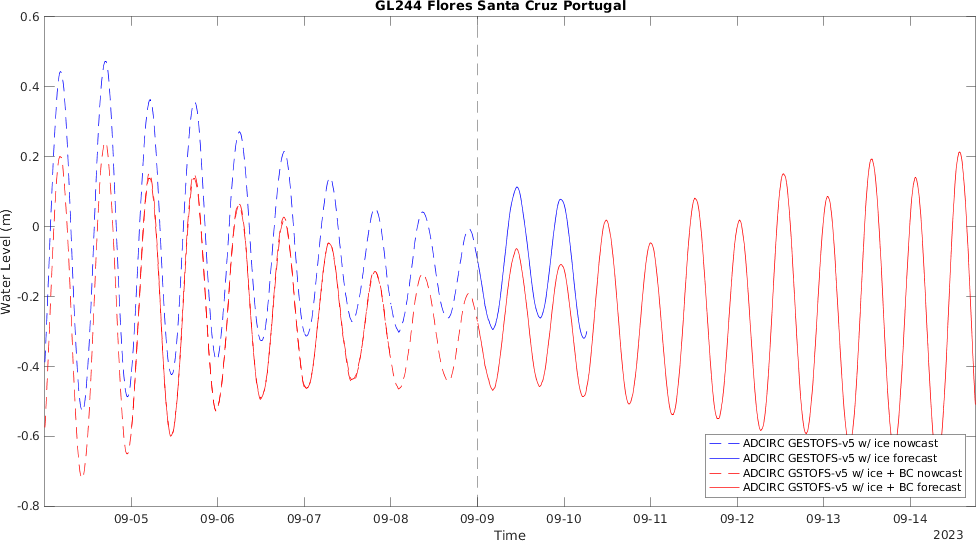 GL244 Flores Santa Cruz Portugal
0.6
0.4
0.2
0
-0.2
-0.4
-0.6
-0.8
Water Level (m)
ADCIRC GESTOFS-v5 w/ ice nowcast
ADCIRC GESTOFS-v5 w/ ice forecast
ADCIRC GSTOFS-v5 w/ ice + BC nowcast
ADCIRC GSTOFS-v5 w/ ice + BC forecast
09-05 09-06 09-07 09-08 09-09 09-10 09-11 09-12 09-13 09-14
Time
2023